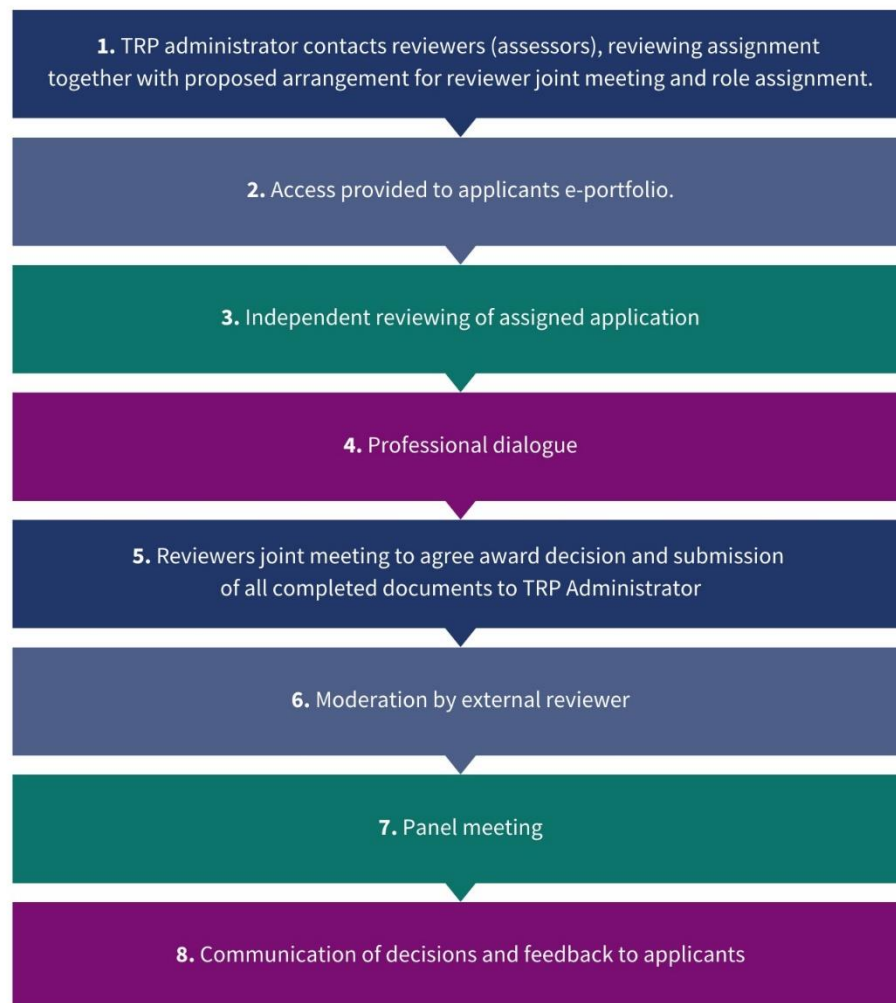 1. TRP administrator contacts reviewers (assessors), reviewing assignment
together with proposed arrangement for reviewer joint meeting and role assignment.
2. Access provided to applicants e-portfolio.
3. Independent reviewing of assigned application
4. Professional dialogue
5. Reviewers joint meeting to agree award decision and submission
of all completed documents to TRP Administrator
6. Moderation by external reviewer
7. Panel meeting
8. Communication of decisions and feedback to applicants